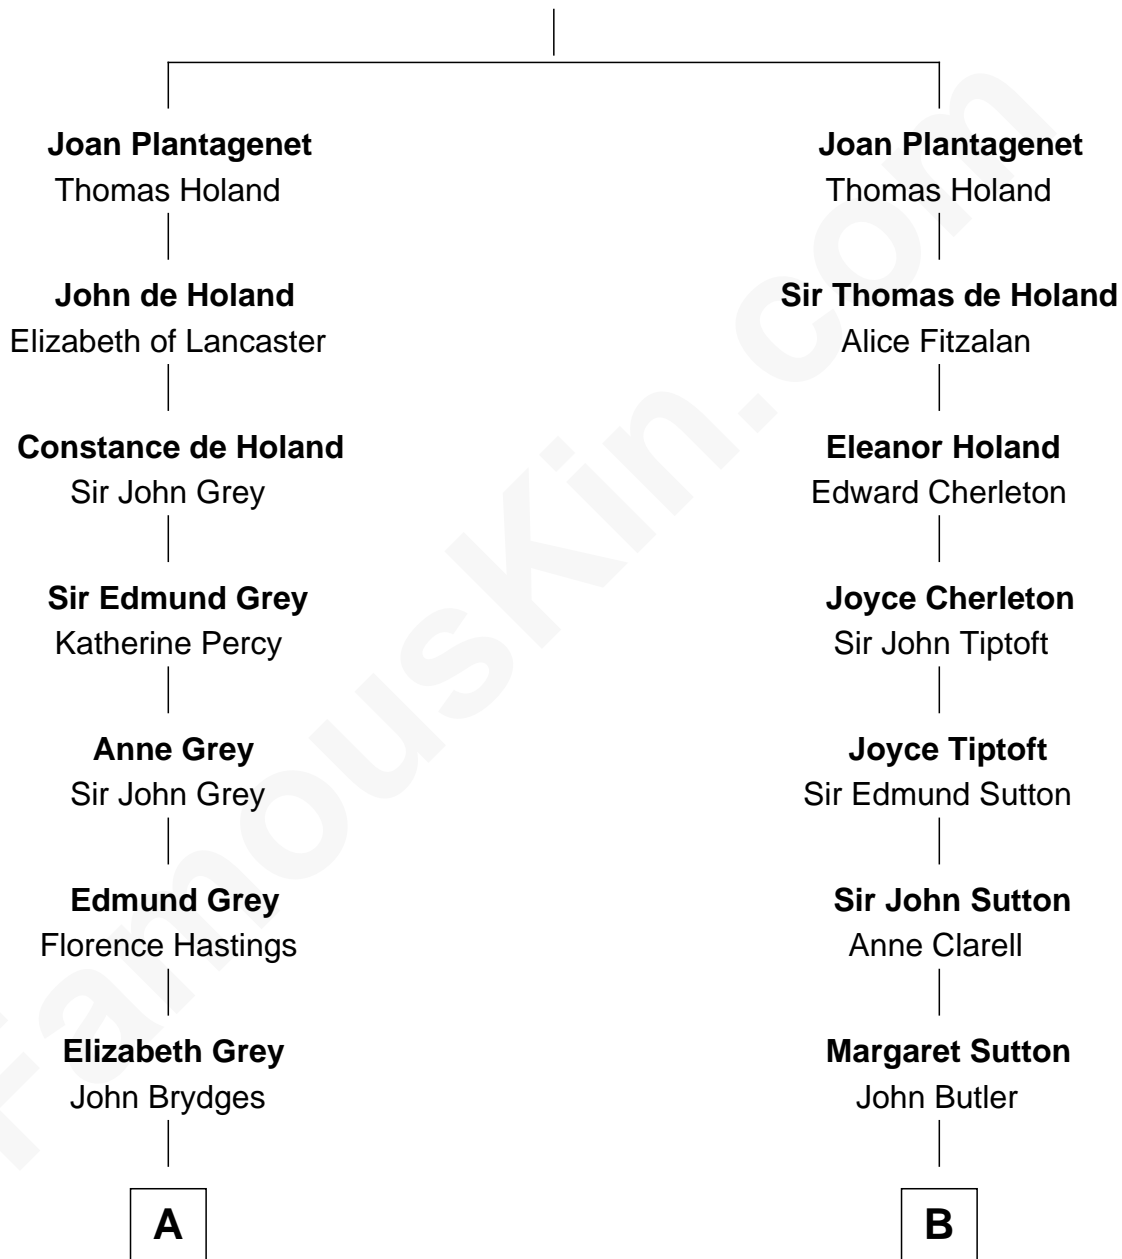 Joan Plantagenet
Thomas Holand
John de Holand
Elizabeth of Lancaster
Constance de Holand
Sir John Grey
Sir Edmund Grey
Katherine Percy
Anne Grey
Sir John Grey
Edmund Grey
Florence Hastings
Elizabeth Grey
John Brydges
A
Joan Plantagenet
Thomas Holand
Sir Thomas de Holand
Alice Fitzalan
Eleanor Holand
Edward Cherleton
Joyce Cherleton
Sir John Tiptoft
Joyce Tiptoft
Sir Edmund Sutton
Sir John Sutton
Anne Clarell
Margaret Sutton
John Butler
B
FamousKin.com